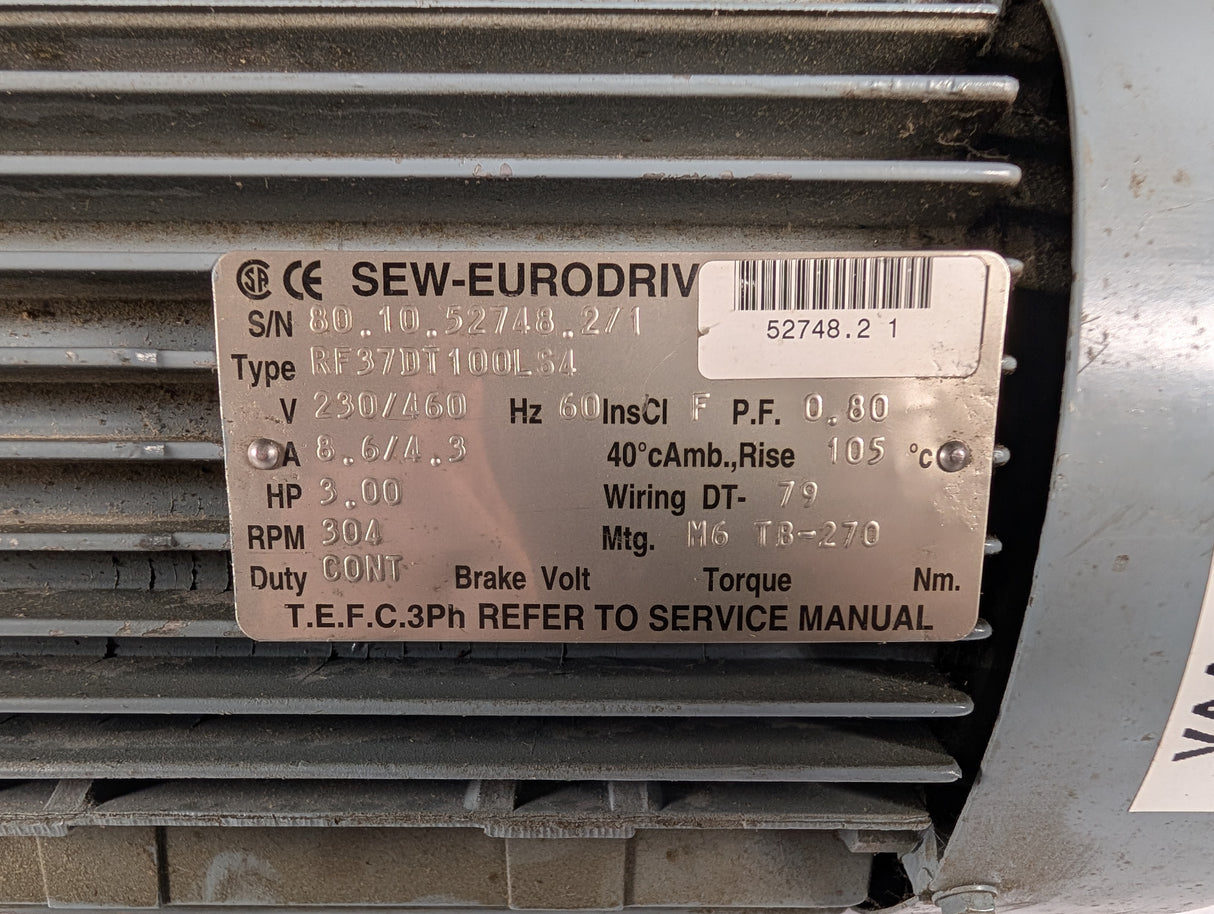 SA CE SEW-EURODRIV
52748.2 1
S/N 80.10.52748.2/1
Type RF37DT100LS4
V 230/460 Hz 60 InsCl F P.F. 0.80
A 8.6/4.3 40°cAmb.,Rise 105 °c
HP 3.00 Wiring DT- 79
RPM 304 Mtg. M6 TB-270
Duty CONT Brake Volt Torque Nm.
T.E.F.C.3Ph REFER TO SERVICE MANUAL